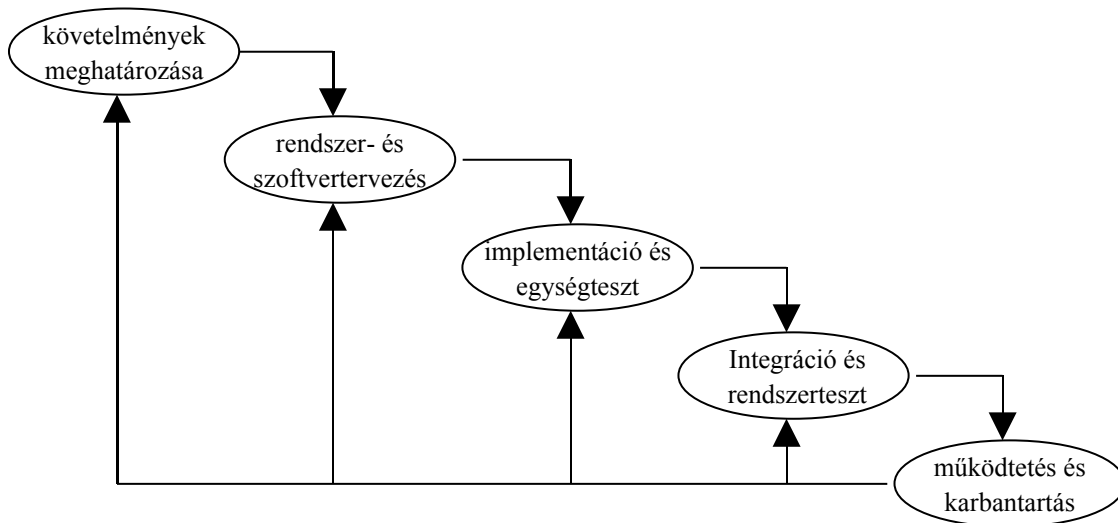 követelmények
meghatározása
rendszer- és
szoftvertervezés
implementáció és
egységteszt
Integráció és
rendszerteszt
működtetés és
karbantartás